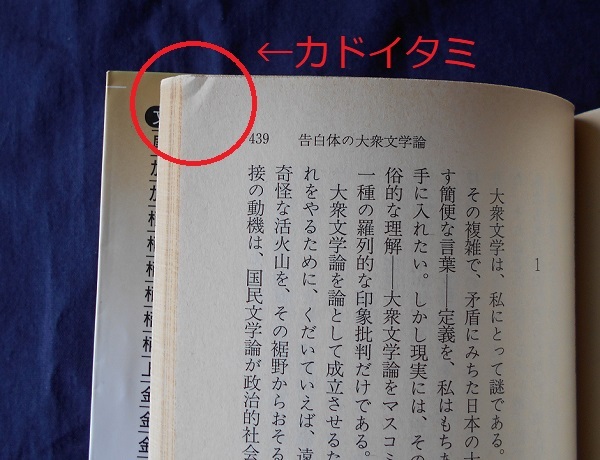 ←カドイタミ
439 告白体の大衆文学論
1
大衆文学は、私にとって謎である。
その複雑で、矛盾にみちた日本の大
す簡便な言葉――定義を、私はもちあ
手に入れたい。しかし現実には、その
俗的な理解――大衆文学論をマスコミ
一種の羅列的な印象批判だけである。
大衆文学論を論として成立させるた
れをやるために、くだいていえば、遠
奇怪な活火山を、その裾野からおそる
接の動機は、国民文学論が政治的社会